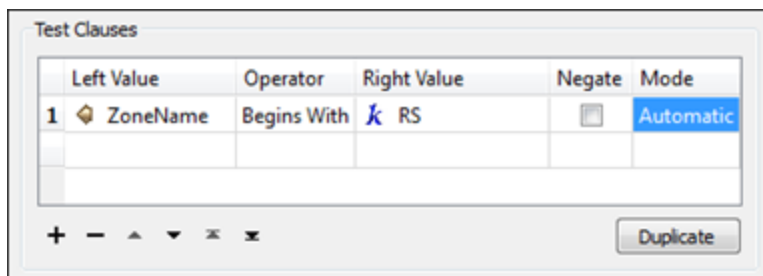 Test Clauses
Left Value Operator Right Value Negate Mode
1 ZoneName Begins With k RS Automatic
Duplicate